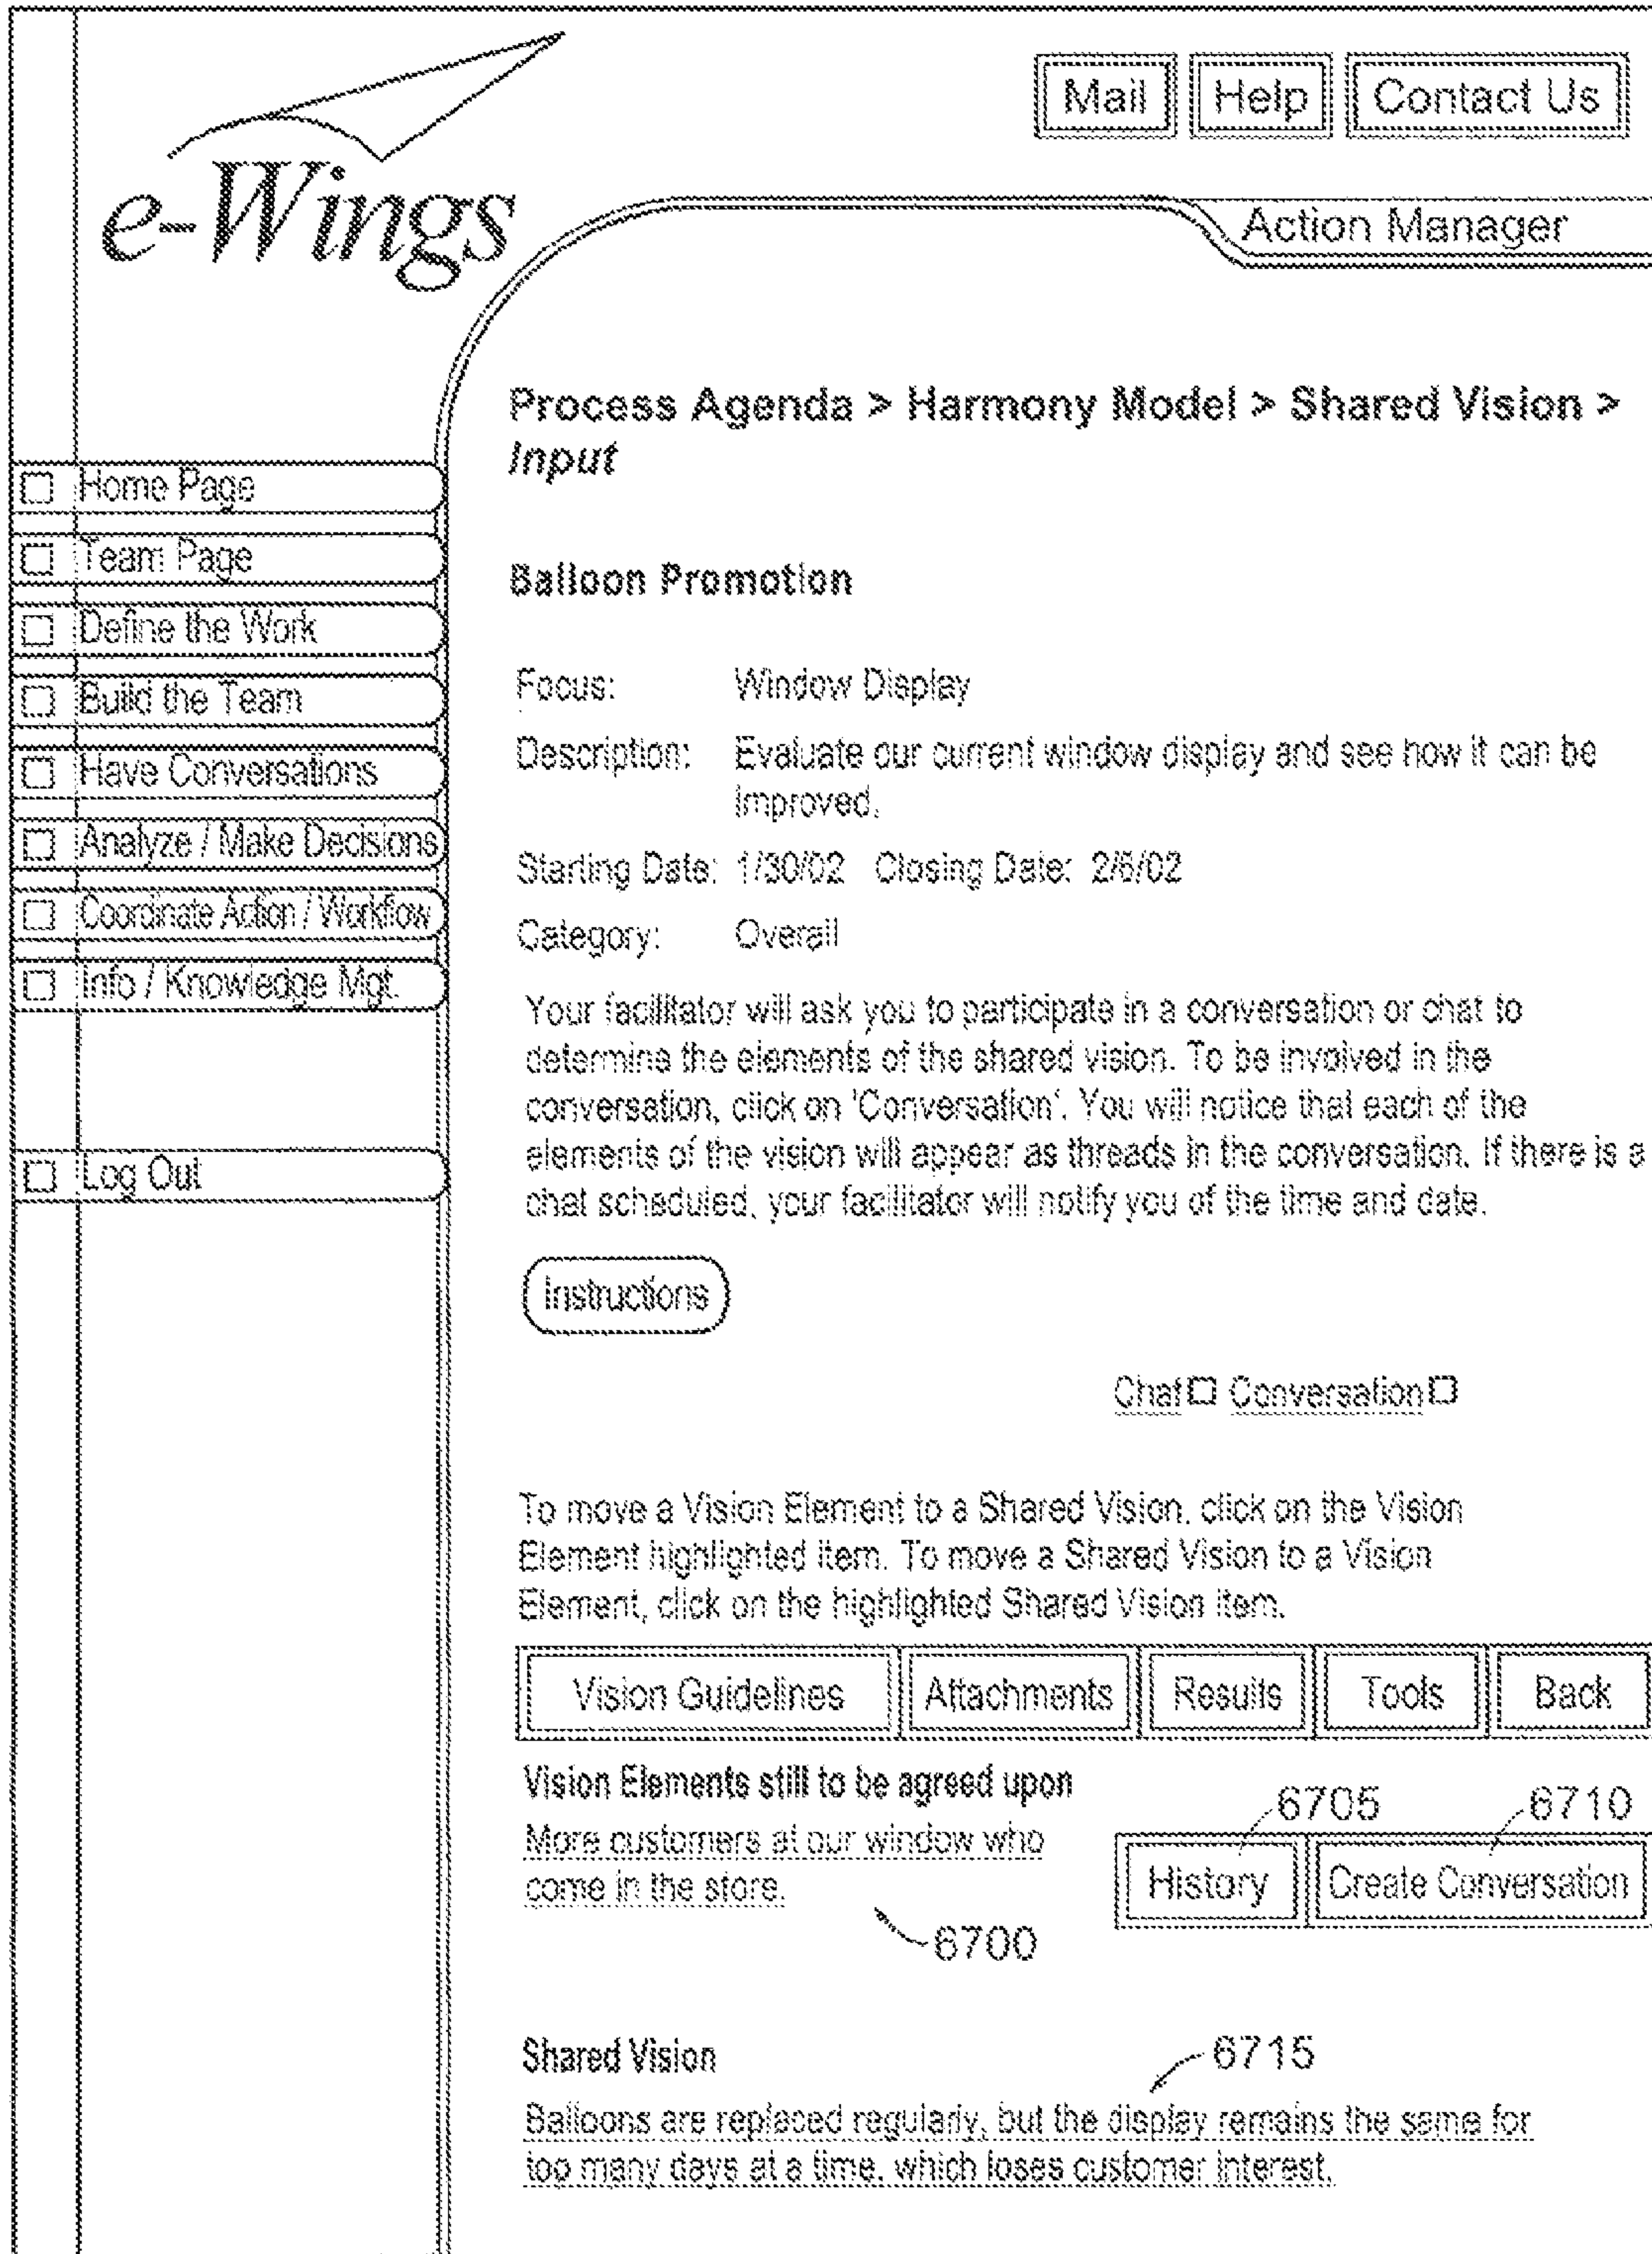 e-Wings
Mail
Help
Contact Us
Action Manager
Home Page
Team Page
Define the Work
Build the Team
Have Conversations
Analyze / Make Decisions
Coordinate Action / Workflow
Info / Knowledge Mgt.
Log Out
Process Agenda > Harmony Model > Shared Vision >
Input
Balloon Promotion
Focus: Window Display
Description: Evaluate our current window display and see how it can be
improved.
Starting Date: 1/30/02 Closing Date: 2/6/02
Category: Overall
Your facilitator will ask you to participate in a conversation or chat to
determine the elements of the shared vision. To be involved in the
conversation, click on 'Conversation'. You will notice that each of the
elements of the vision will appear as threads in the conversation. If there is a
chat scheduled, your facilitator will notify you of the time and date.
Instructions
Chat Conversation
To move a Vision Element to a Shared Vision, click on the Vision
Element highlighted item. To move a Shared Vision to a Vision
Element, click on the highlighted Shared Vision item.
Vision Guidelines
Attachments
Results
Tools
Back
Vision Elements still to be agreed upon
More customers at our window who
come in the store.
6700
6705
6710
History
Create Conversation
Shared Vision
6715
Balloons are replaced regularly, but the display remains the same for
too many days at a time, which loses customer interest.